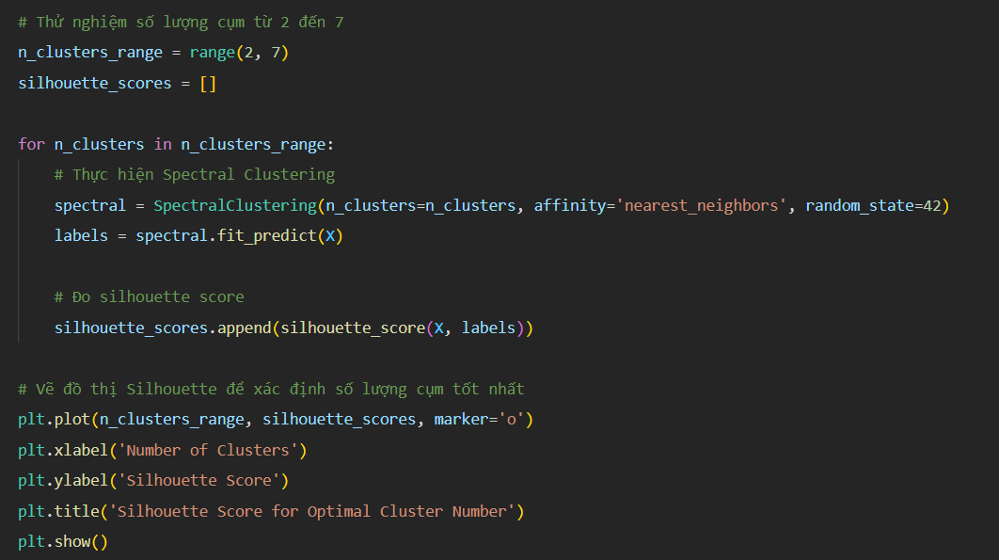 # Thử nghiệm số lượng cụm từ 2 đến 7
n_clusters_range = range(2, 7)
silhouette_scores = []
for n_clusters in n_clusters_range:
# Thực hiện Spectral Clustering
spectral = SpectralClustering(n_clusters=n_clusters, affinity='nearest_neighbors', random_state=42)
labels = spectral.fit_predict(X)
# Đo silhouette score
silhouette_scores.append(silhouette_score(X, labels))
# Vẽ đồ thị Silhouette để xác định số lượng cụm tốt nhất
plt.plot(n_clusters_range, silhouette_scores, marker='o')
plt.xlabel('Number of Clusters')
plt.ylabel('Silhouette Score')
plt.title('Silhouette Score for Optimal Cluster Number')
plt.show()